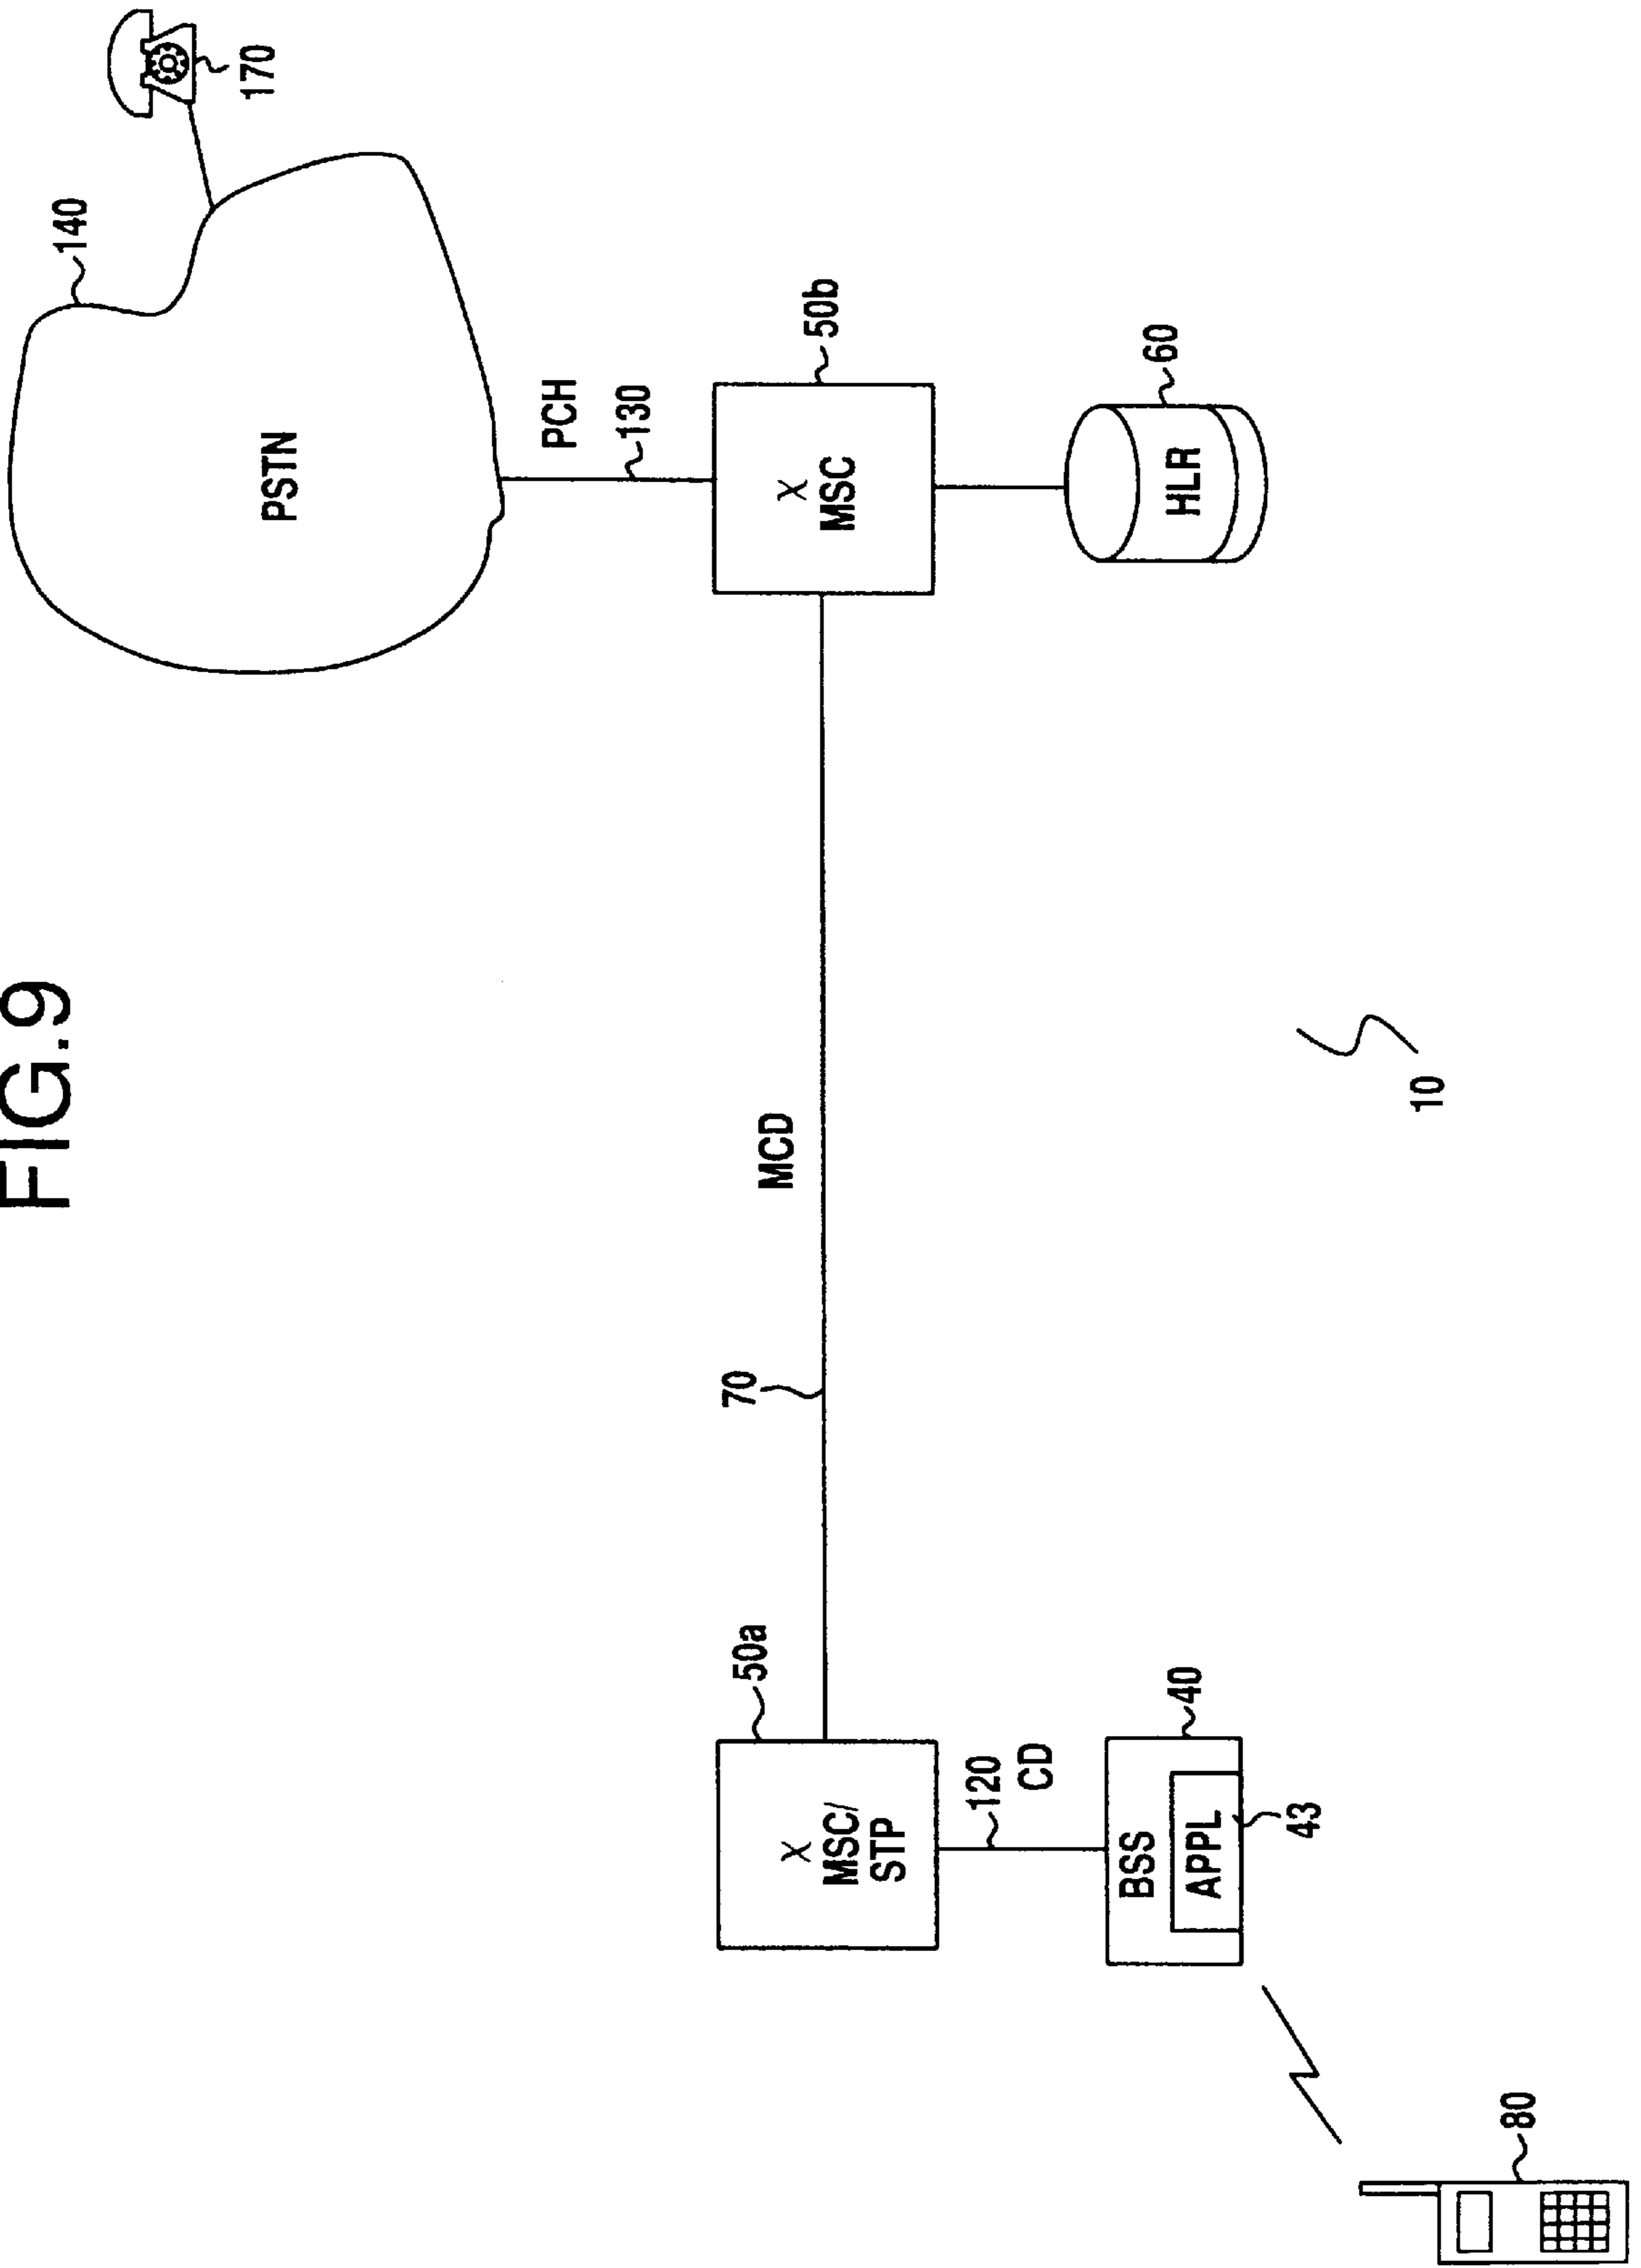 FIG.9
140
170
PSTN
PCH
130
50b
χ
MSC
60
HLR
MCD
70
10
50a
χ
MSC/
STP
120
CD
40
BSS
APPL
43
80